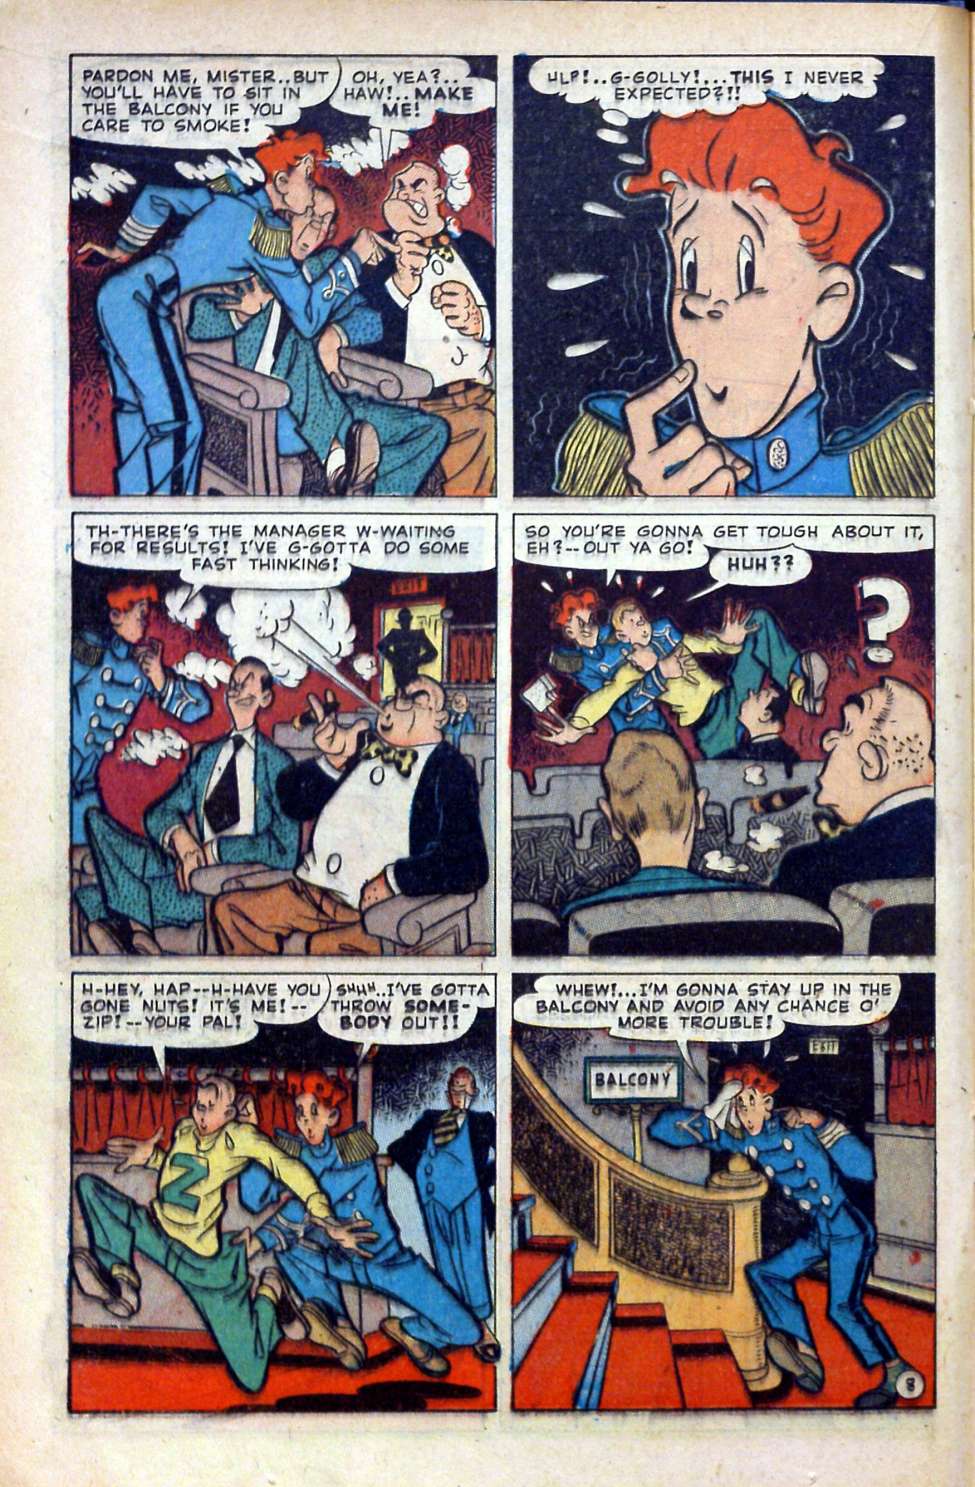 PARDON ME, MISTER..BUT
YOU'LL HAVE TO SIT IN
THE BALCONY IF YOU
CARE TO SMOKE!
OH, YEA?..
HAW!..MAKE
ME!
ULP!..G-GOLLY!...THIS I NEVER
EXPECTED?!!
TH-THERE'S THE MANAGER W-WAITING
FOR RESULTS! I'VE G-GOTTA DO SOME
FAST THINKING!
EXIT
SO YOU'RE GONNA GET TOUGH ABOUT IT,
EH?--OUT YA GO!
HUH??
?
H-HEY, HAP--H-HAVE YOU
GONE NUTS! IT'S ME!--
ZIP!--YOUR PAL!
SHHH..I'VE GOTTA
THROW SOME-
BODY OUT!!
Z
WHEW!...I'M GONNA STAY UP IN THE
BALCONY AND AVOID ANY CHANCE O'
MORE TROUBLE!
EXIT
BALCONY
8